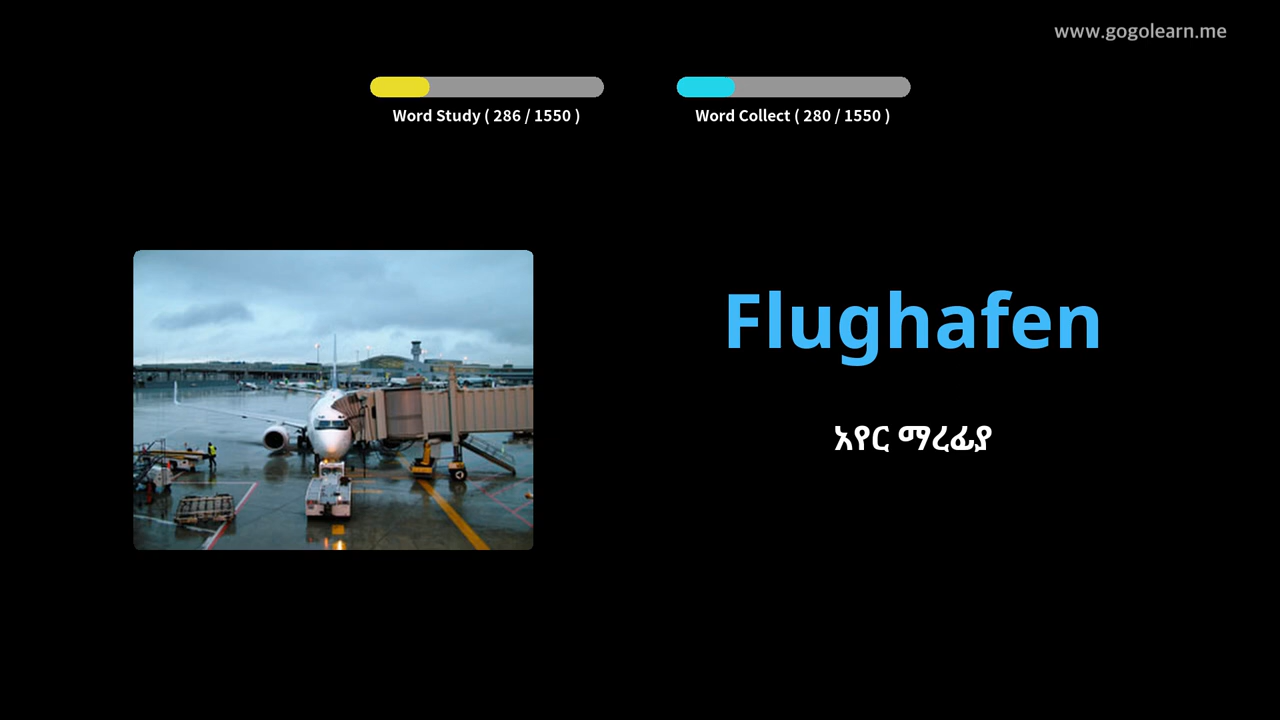 www.gogolearn.me
Word Study ( 286 / 1550 )
Word Collect ( 280 / 1550 )
Flughafen
አየር ማረፊያ